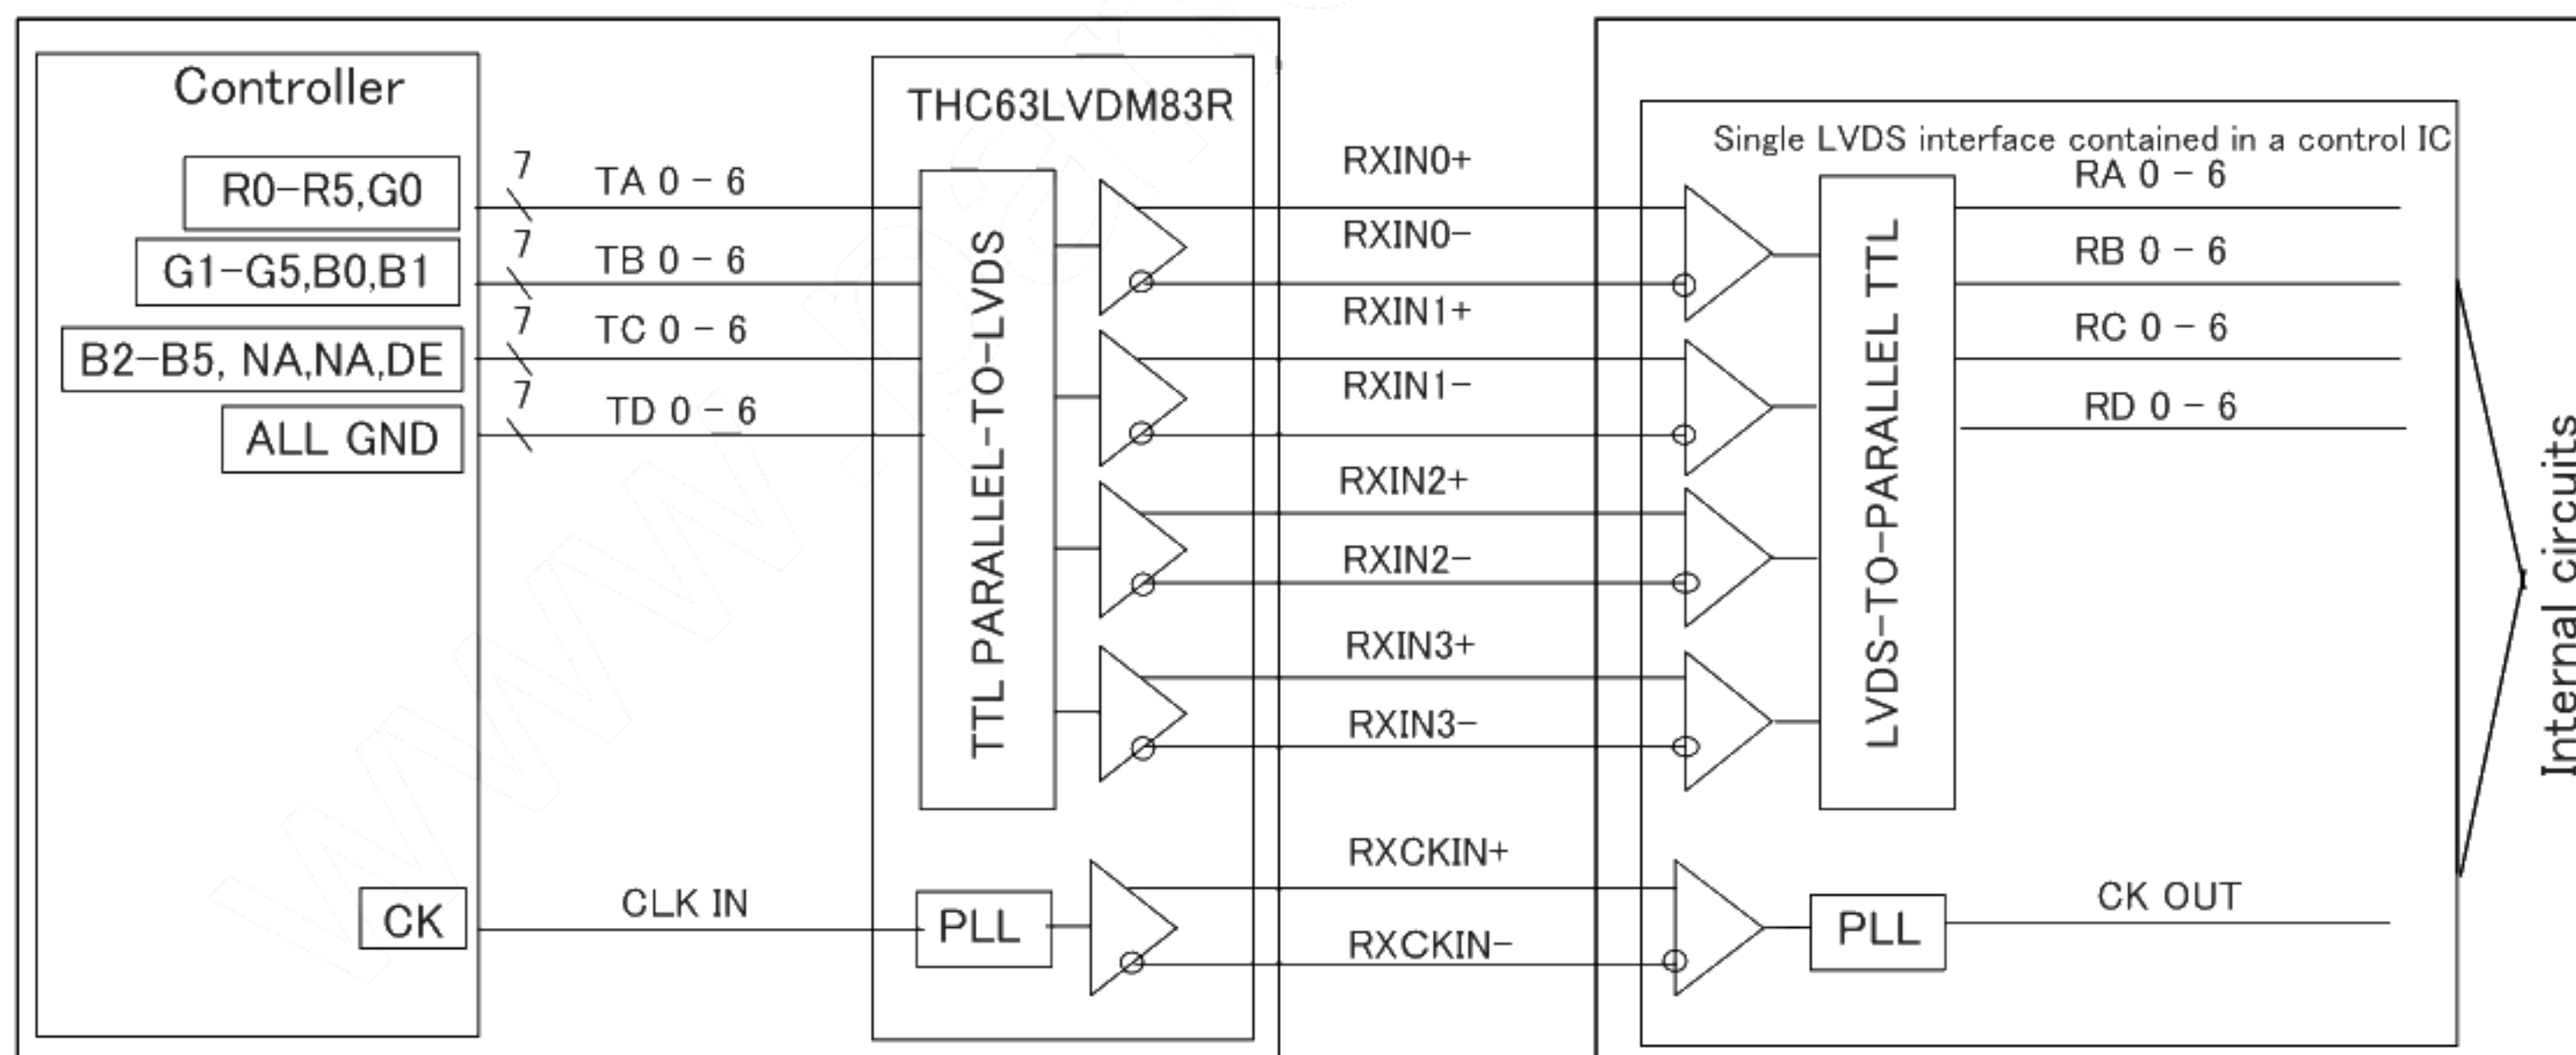 Controller
R0-R5,G0
G1-G5,B0,B1
B2-B5, NA,NA,DE
ALL GND
CK
7
TA 0 - 6
7
TB 0 - 6
7
TC 0 - 6
7
TD 0 - 6
CLK IN
THC63LVDM83R
TTL PARALLEL-TO-LVDS
PLL
RXIN0+
RXIN0-
RXIN1+
RXIN1-
RXIN2+
RXIN2-
RXIN3+
RXIN3-
RXCKIN+
RXCKIN-
Single LVDS interface contained in a control IC
LVDS-TO-PARALLEL TTL
PLL
RA 0 - 6
RB 0 - 6
RC 0 - 6
RD 0 - 6
CK OUT
Internal circuits